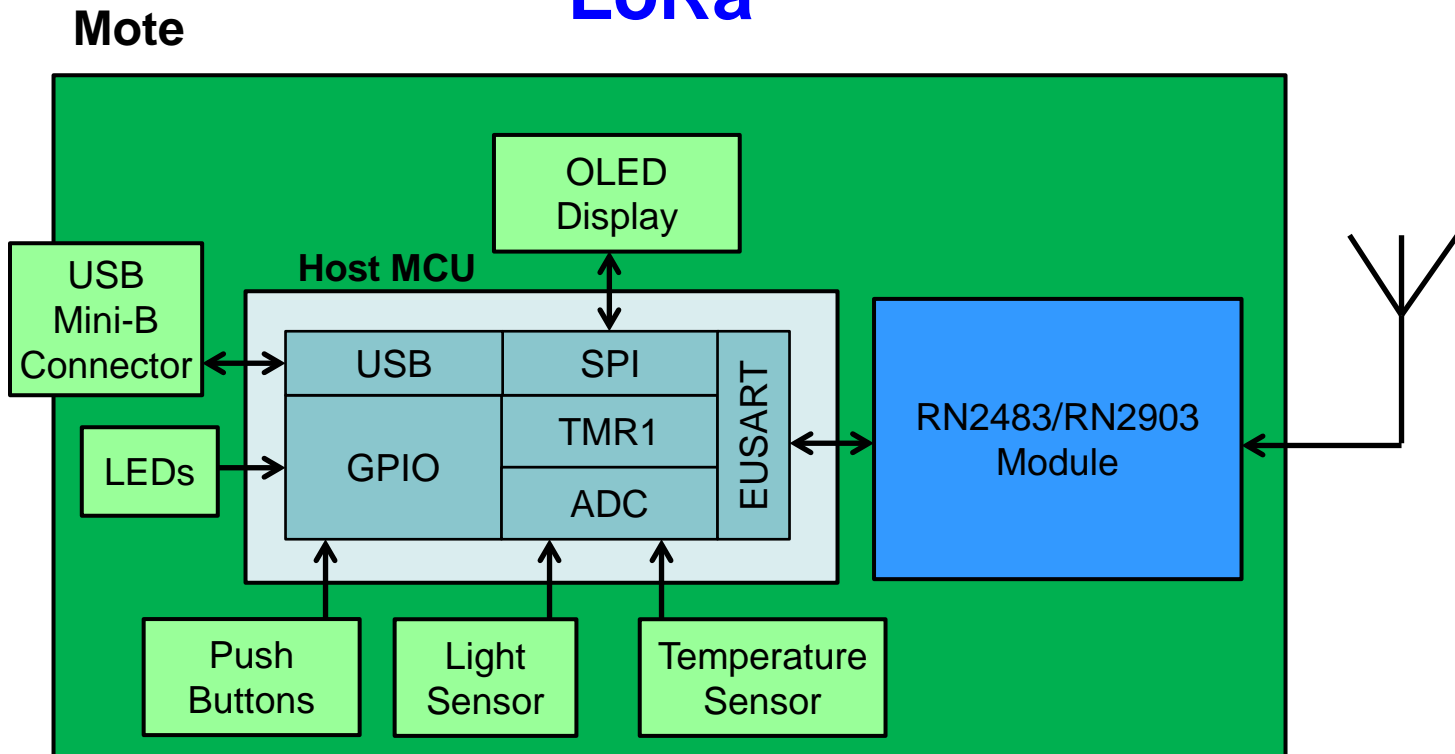 LoRa
Mote
OLED
Display
USB
Mini-B
Connector
Host MCU
USB
SPI
EUSART
TMR1
GPIO
ADC
LEDs
RN2483/RN2903
Module
Push
Buttons
Light
Sensor
Temperature
Sensor